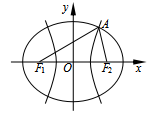 y
A
F₁ O F₂ x